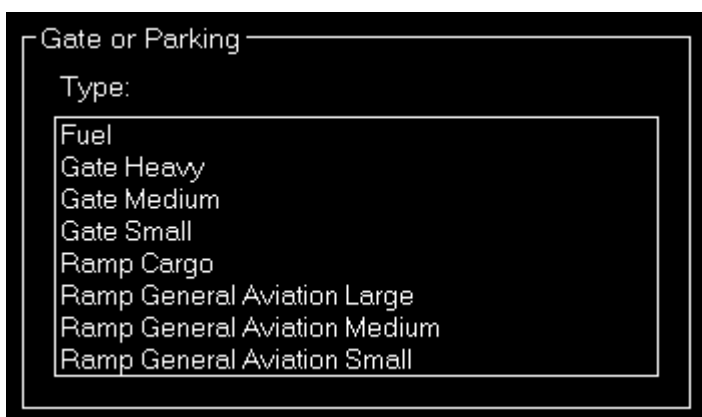 Gate or Parking
Type:
Fuel
Gate Heavy
Gate Medium
Gate Small
Ramp Cargo
Ramp General Aviation Large
Ramp General Aviation Medium
Ramp General Aviation Small